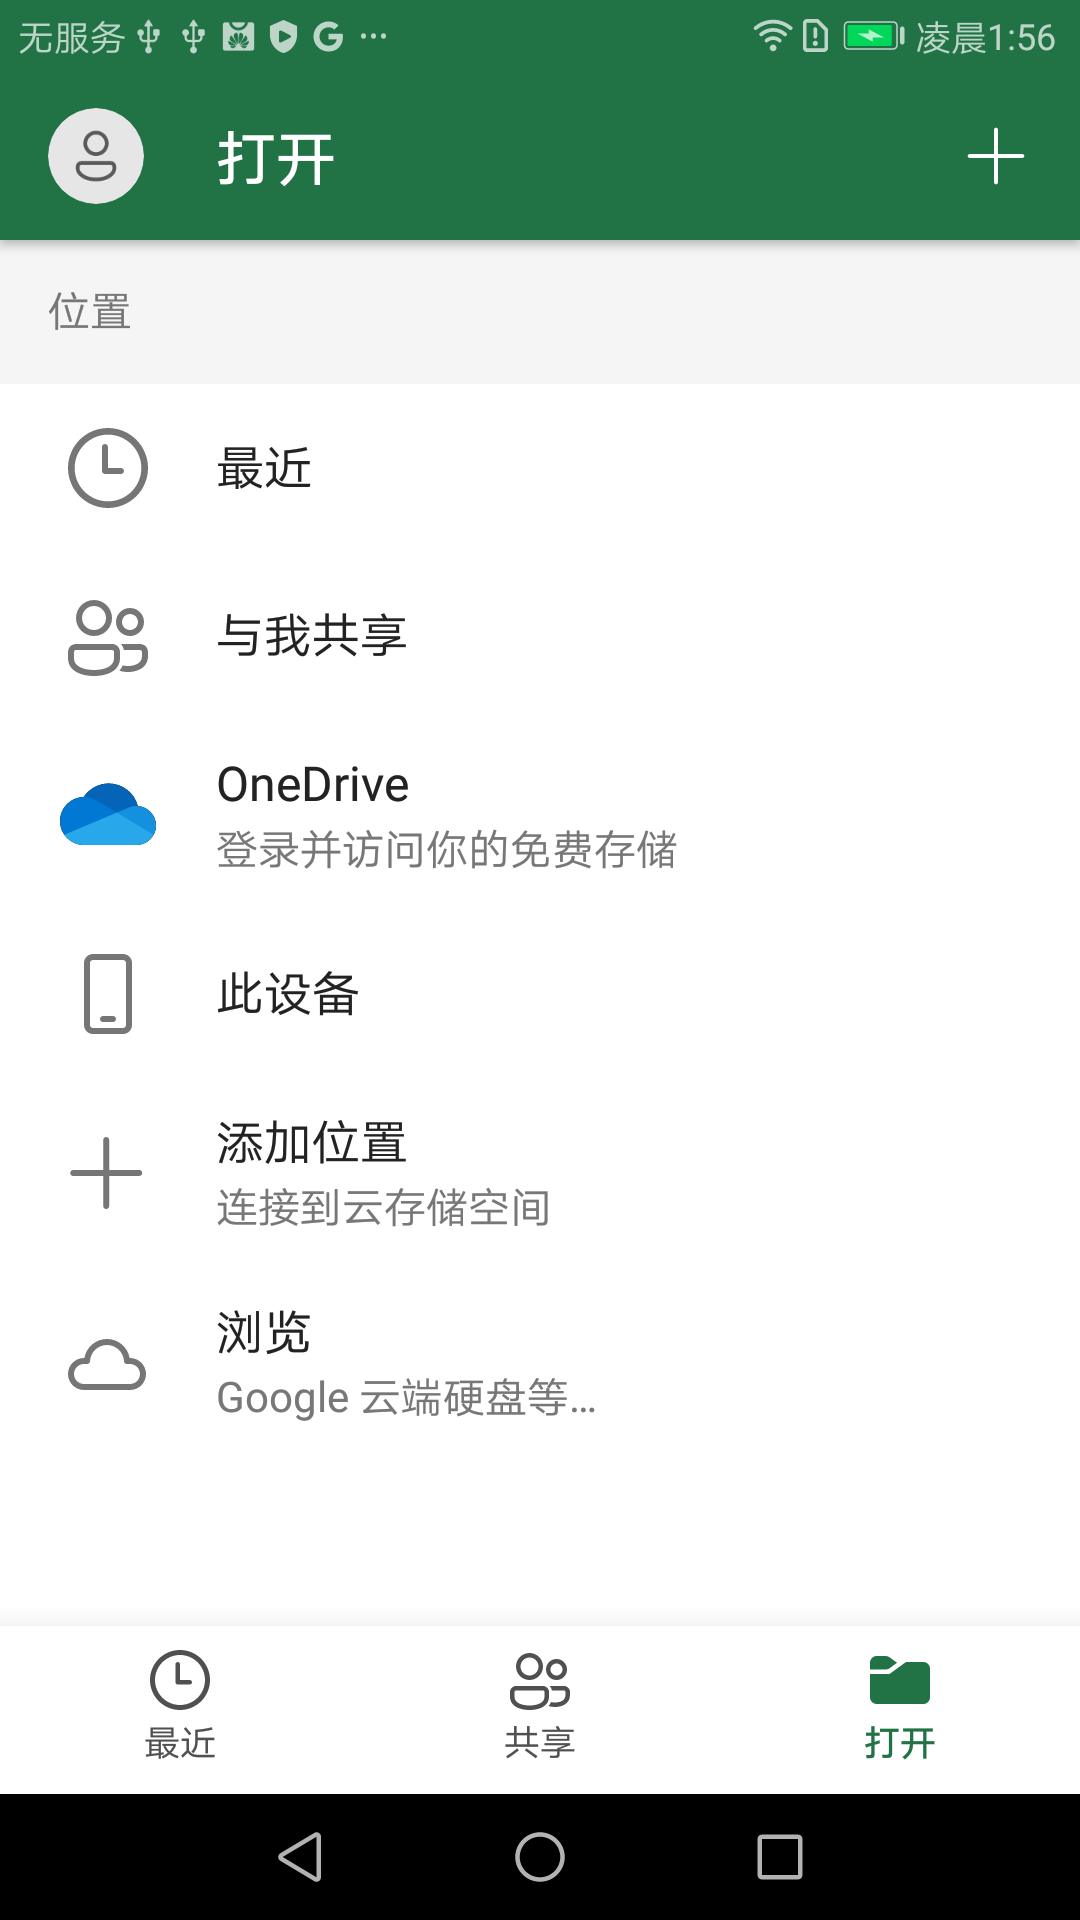 无服务
凌晨1:56
打开
位置
最近
与我共享
OneDrive
登录并访问你的免费存储
此设备
添加位置
连接到云存储空间
浏览
Google 云端硬盘等...
最近
共享
打开